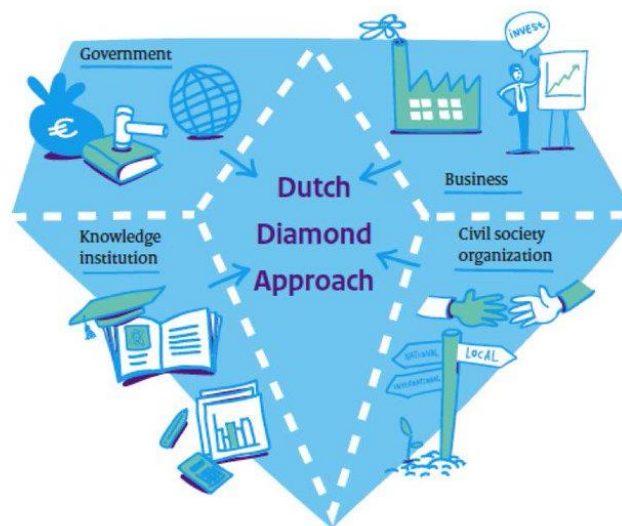 Government
€
INVEST
Business
Dutch
Diamond
Approach
Knowledge
institution
Civil society
organization
NATIONAL
LOCAL
INTERNATIONAL